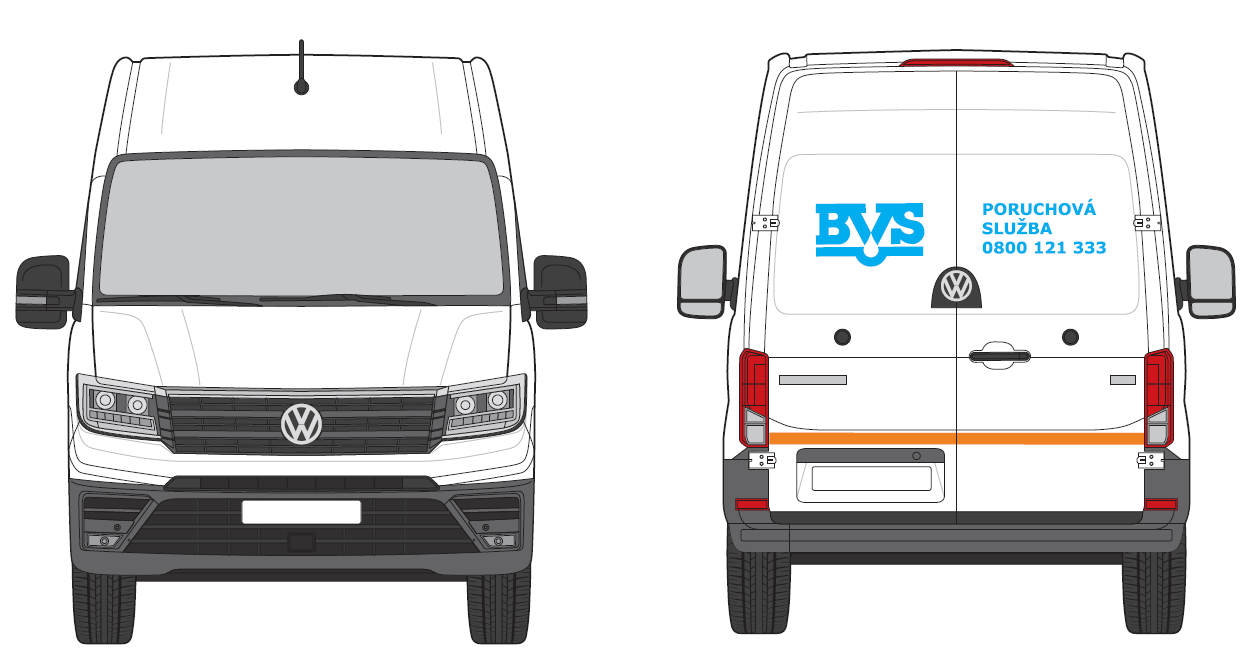 BVS
PORUCHOVÁ
SLUŽBA
0800 121 333